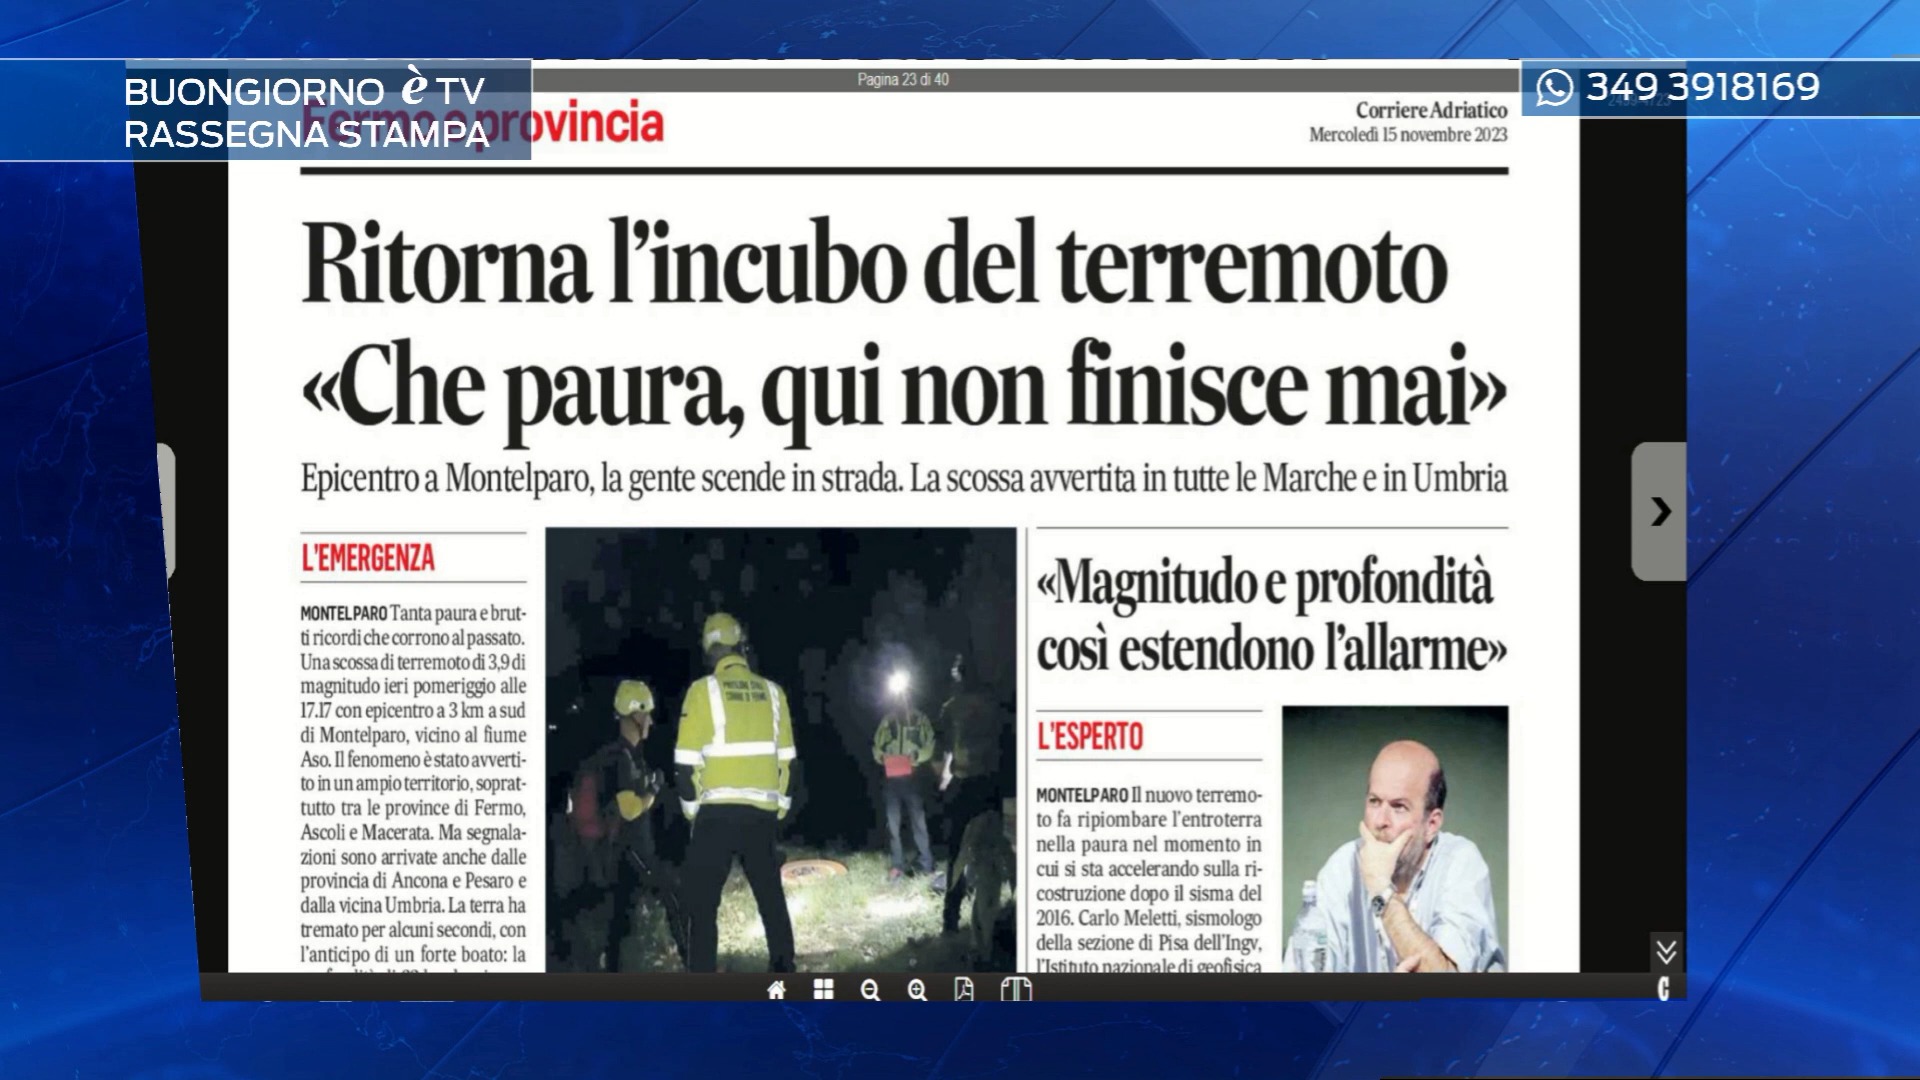 BUONGIORNO è TV
RASSEGNA STAMPA
349 3918169
Pagina 23 di 40
Fermo e provincia
Corriere Adriatico
Mercoledì 15 novembre 2023
Ritorna l'incubo del terremoto
«Che paura, qui non finisce mai»
Epicentro a Montelparo, la gente scende in strada. La scossa avvertita in tutte le Marche e in Umbria
L'EMERGENZA
MONTELPARO Tanta paura e brut-
ti ricordi che corrono al passato.
Una scossa di terremoto di 3,9 di
magnitudo ieri pomeriggio alle
17.17 con epicentro a 3 km a sud
di Montelparo, vicino al fiume
Aso. Il fenomeno è stato avverti-
to in un ampio territorio, soprat-
tutto tra le province di Fermo,
Ascoli e Macerata. Ma segnala-
zioni sono arrivate anche dalle
provincia di Ancona e Pesaro e
dalla vicina Umbria. La terra ha
tremato per alcuni secondi, con
l'anticipo di un forte boato: la
«Magnitudo e profondità
così estendono l'allarme»
L'ESPERTO
MONTELPARO Il nuovo terremo-
to fa ripiombare l'entroterra
nella paura nel momento in
cui si sta accelerando sulla ri-
costruzione dopo il sisma del
2016. Carlo Meletti, sismologo
della sezione di Pisa dell'Ingv,
l'Istituto nazionale di geofisica